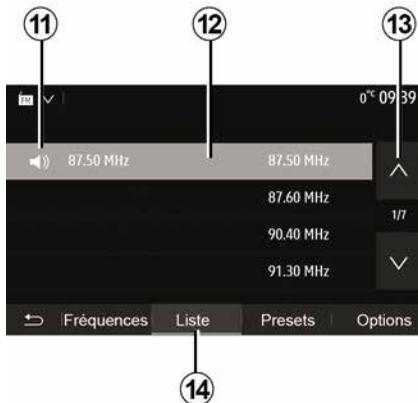 11 12 13
FM 0°C 09:39
87.50 MHz 87.50 MHz
87.60 MHz
1/7
90.40 MHz
91.30 MHz
Fréquences Liste Presets Options
14